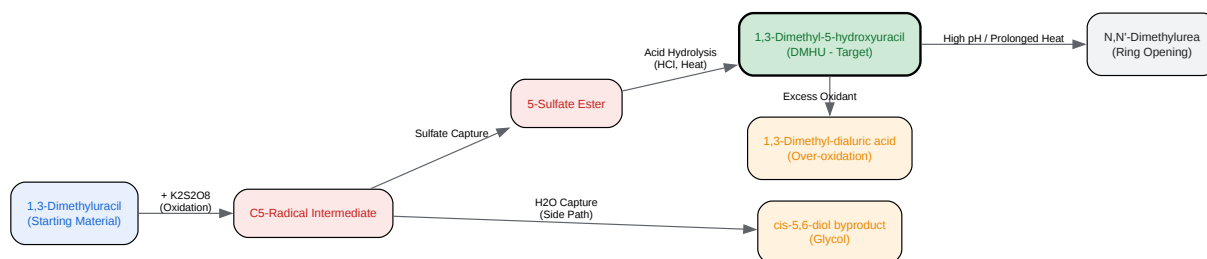 1,3-Dimethyluracil
(Starting Material)
+ K2S2O8
(Oxidation)
C5-Radical Intermediate
Sulfate Capture
5-Sulfate Ester
Acid Hydrolysis
(HCl, Heat)
1,3-Dimethyl-5-hydroxyuracil
(DMHU - Target)
High pH / Prolonged Heat
N,N'-Dimethylurea
(Ring Opening)
Excess Oxidant
1,3-Dimethyl-dialuric acid
(Over-oxidation)
H2O Capture
(Side Path)
cis-5,6-diol byproduct
(Glycol)